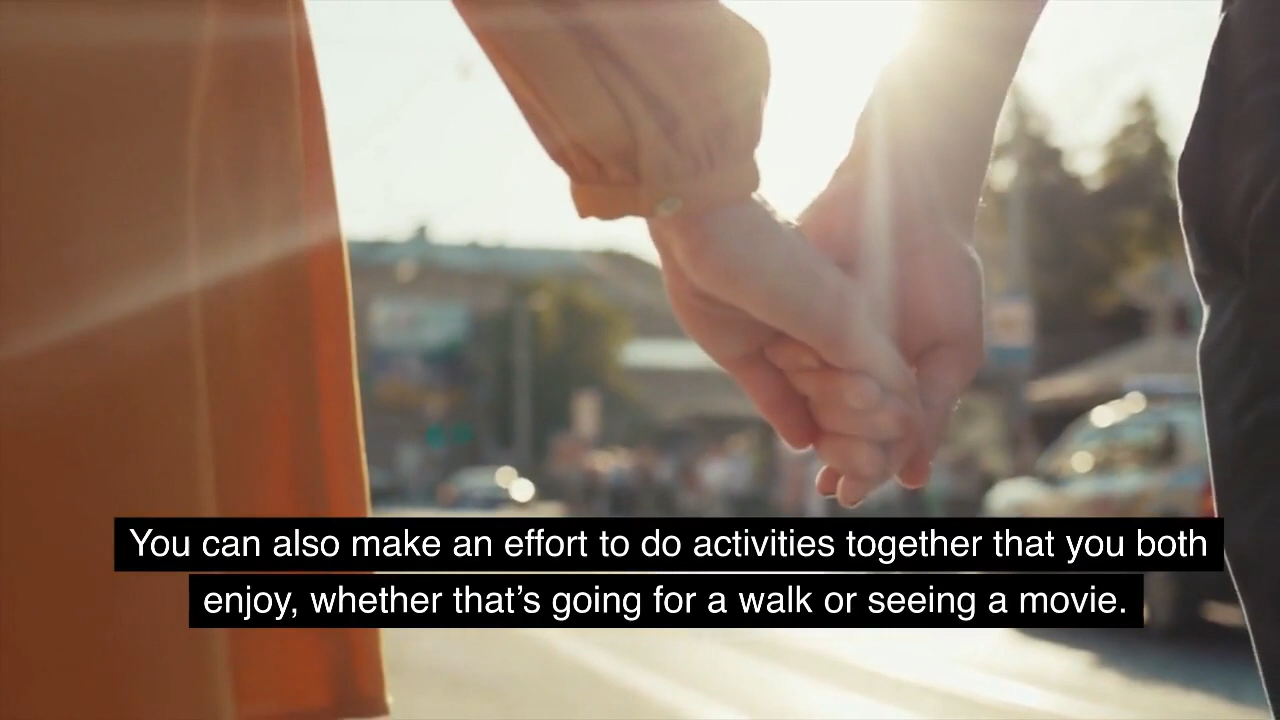 You can also make an effort to do activities together that you both
enjoy, whether that’s going for a walk or seeing a movie.